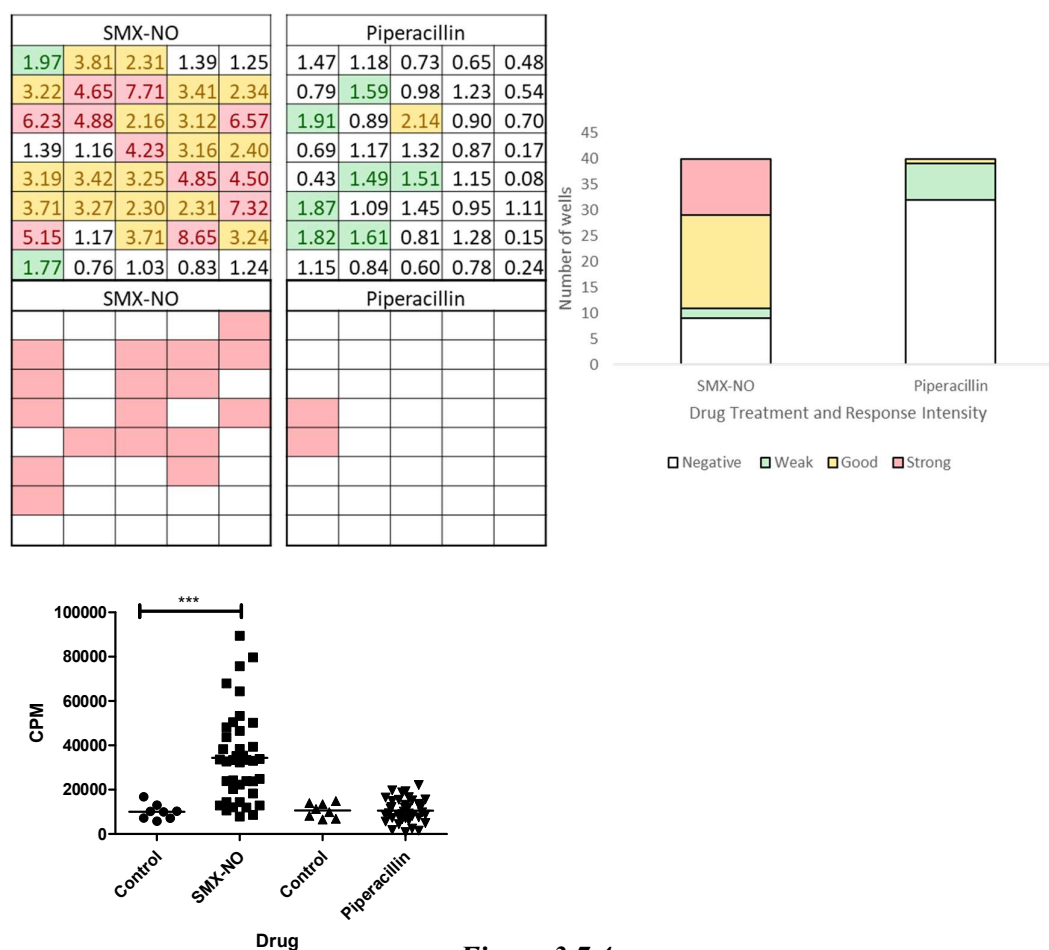 SMX-NO
1.97 3.81 2.31 1.39 1.25
3.22 4.65 7.71 3.41 2.34
6.23 4.88 2.16 3.12 6.57
1.39 1.16 4.23 3.16 2.40
3.19 3.42 3.25 4.85 4.50
3.71 3.27 2.30 2.31 7.32
5.15 1.17 3.71 8.65 3.24
1.77 0.76 1.03 0.83 1.24
Piperacillin
1.47 1.18 0.73 0.65 0.48
0.79 1.59 0.98 1.23 0.54
1.91 0.89 2.14 0.90 0.70
0.69 1.17 1.32 0.87 0.17
0.43 1.49 1.51 1.15 0.08
1.87 1.09 1.45 0.95 1.11
1.82 1.61 0.81 1.28 0.15
1.15 0.84 0.60 0.78 0.24
SMX-NO
Piperacillin
Number of wells
45
40
35
30
25
20
15
10
5
0
SMX-NO Piperacillin
Drug Treatment and Response Intensity
Negative Weak Good Strong
***
CPM
100000
80000
60000
40000
20000
0
Control SMX-NO Control Piperacillin
Drug